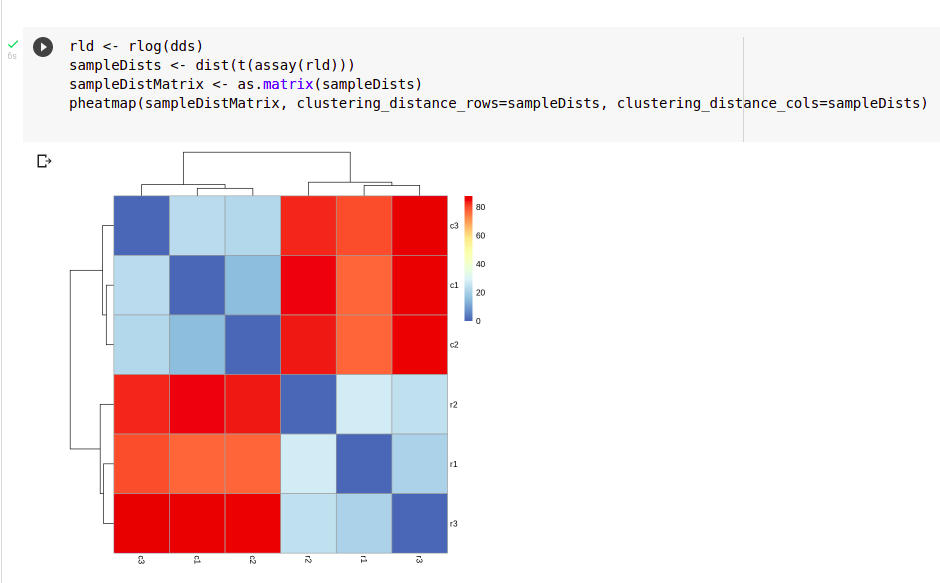 rld <- rlog(dds)
6s
sampleDists <- dist(t(assay(rld)))
sampleDistMatrix <- as.matrix(sampleDists)
pheatmap(sampleDistMatrix, clustering_distance_rows=sampleDists, clustering_distance_cols=sampleDists)
80
60
40
20
0
c3
c1
c2
r2
r1
r3
c3 c1 c2 r2 r1 r3